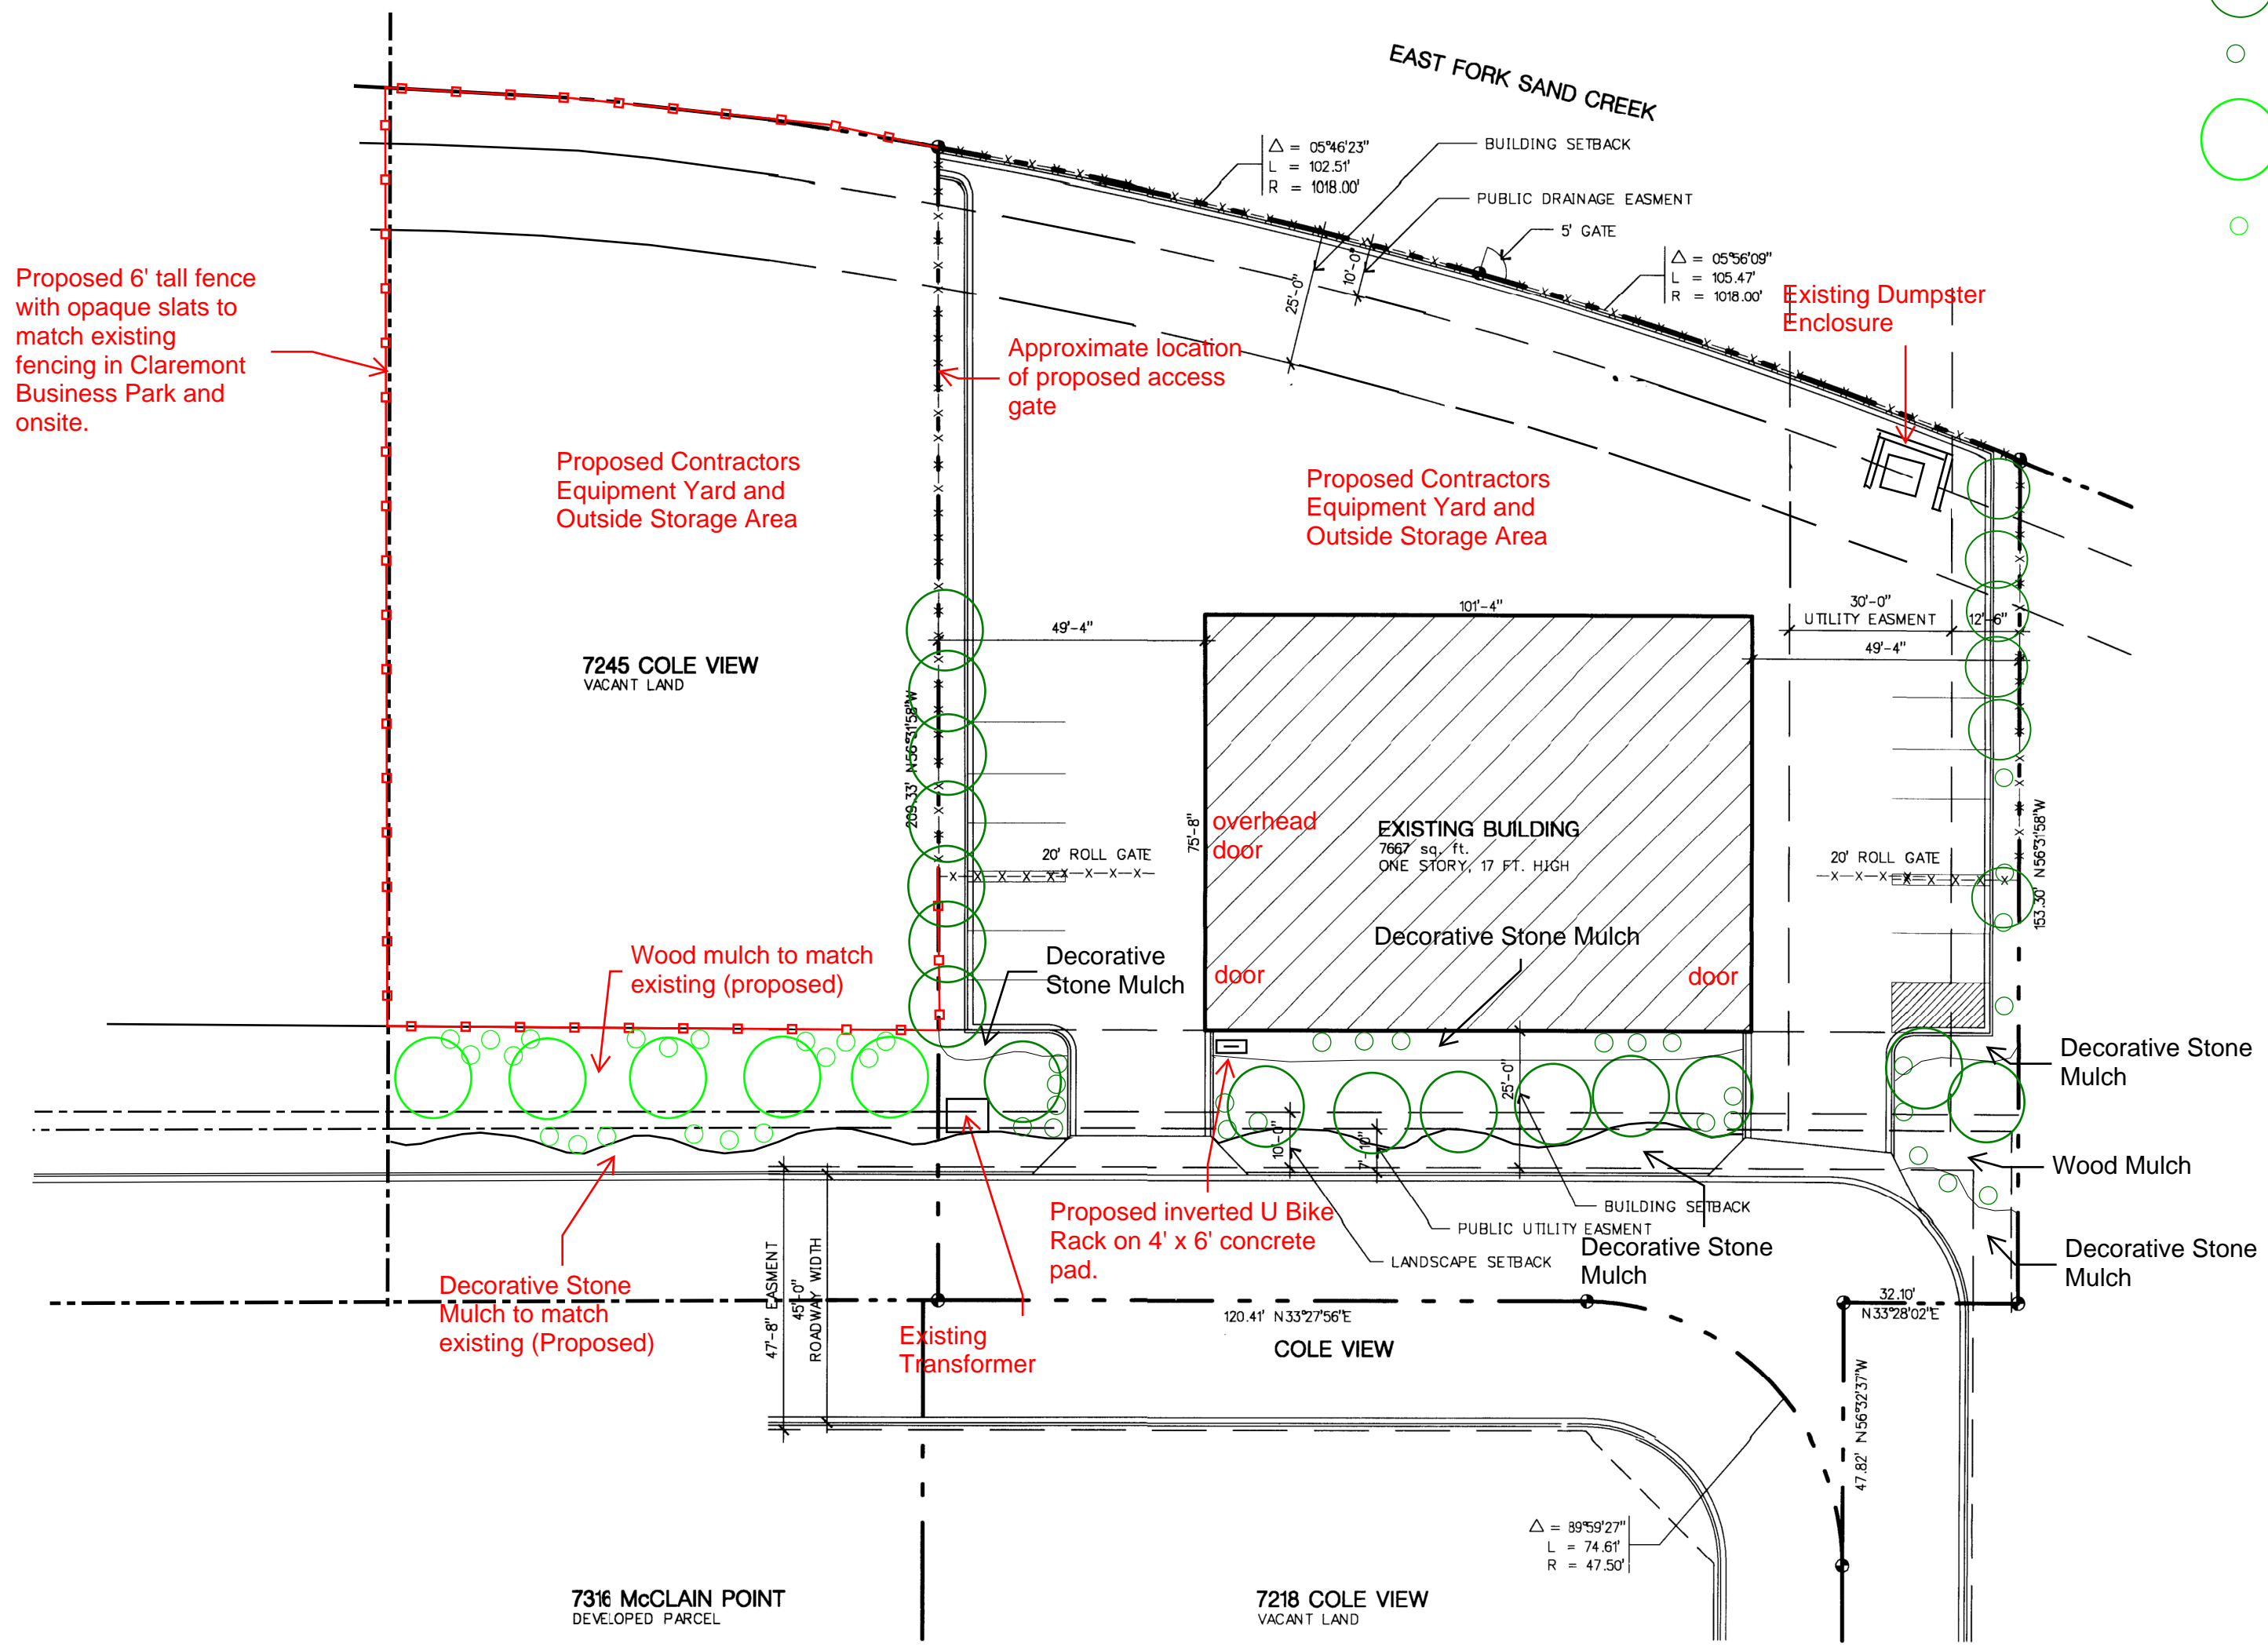 EAST FORK SAND CREEK
△ = 05°46'23"
L = 102.51'
R = 1018.00'
BUILDING SETBACK
PUBLIC DRAINAGE EASMENT
5' GATE
△ = 05°56'09"
L = 105.47'
R = 1018.00'
25'-0"
10'-0"
Existing Dumpster
Enclosure
Proposed 6' tall fence
with opaque slats to
match existing
fencing in Claremont
Business Park and
onsite.
Approximate location
of proposed access
gate
Proposed Contractors
Equipment Yard and
Outside Storage Area
Proposed Contractors
Equipment Yard and
Outside Storage Area
49'-4"
101'-4"
30'-0"
UTILITY EASMENT
12'-6"
49'-4"
7245 COLE VIEW
VACANT LAND
209.33' N56°31'58"W
75'-8"
overhead
door
EXISTING BUILDING
7667 sq. ft.
ONE STORY, 17 FT. HIGH
20' ROLL GATE
20' ROLL GATE
153.30' N56°31'58"W
Wood mulch to match
existing (proposed)
Decorative
Stone Mulch
Decorative Stone Mulch
door
door
Decorative Stone
Mulch
25'-0"
10'-0"
7'-10"
Wood Mulch
Proposed inverted U Bike
Rack on 4' x 6' concrete
pad.
BUILDING SETBACK
PUBLIC UTILITY EASMENT
LANDSCAPE SETBACK
Decorative Stone
Mulch
Decorative Stone
Mulch
Decorative Stone
Mulch to match
existing (Proposed)
47'-8" EASMENT
45'-0"
ROADWAY WIDTH
Existing
Transformer
120.41' N33°27'56"E
COLE VIEW
32.10'
N33°28'02"E
47.82' N56°32'37"W
△ = 89°59'27"
L = 74.61'
R = 47.50'
7316 McCLAIN POINT
DEVELOPED PARCEL
7218 COLE VIEW
VACANT LAND